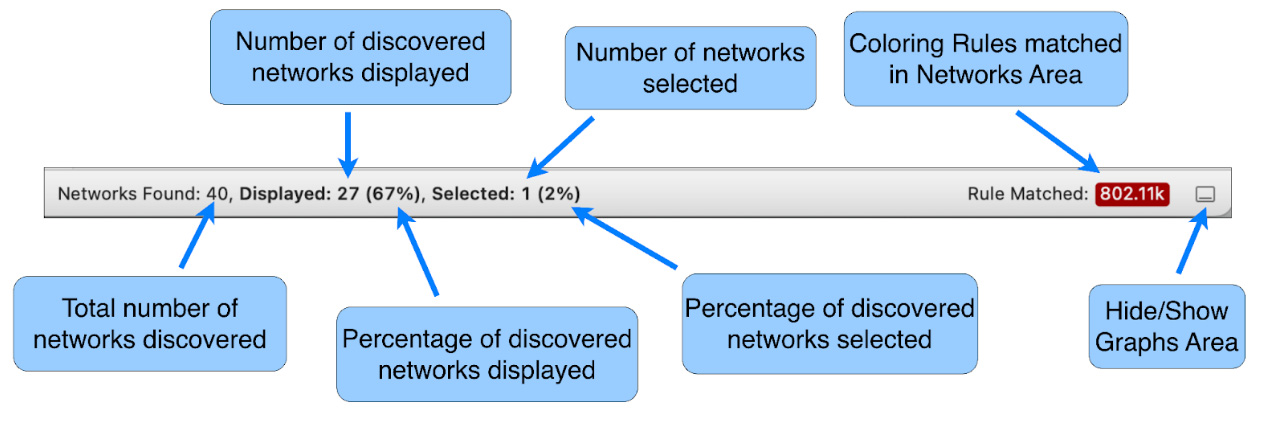 Number of discovered
networks displayed
Number of networks
selected
Coloring Rules matched
in Networks Area
Networks Found: 40, Displayed: 27 (67%), Selected: 1 (2%)
Rule Matched: 802.11k
Total number of
networks discovered
Percentage of discovered
networks displayed
Percentage of discovered
networks selected
Hide/Show
Graphs Area